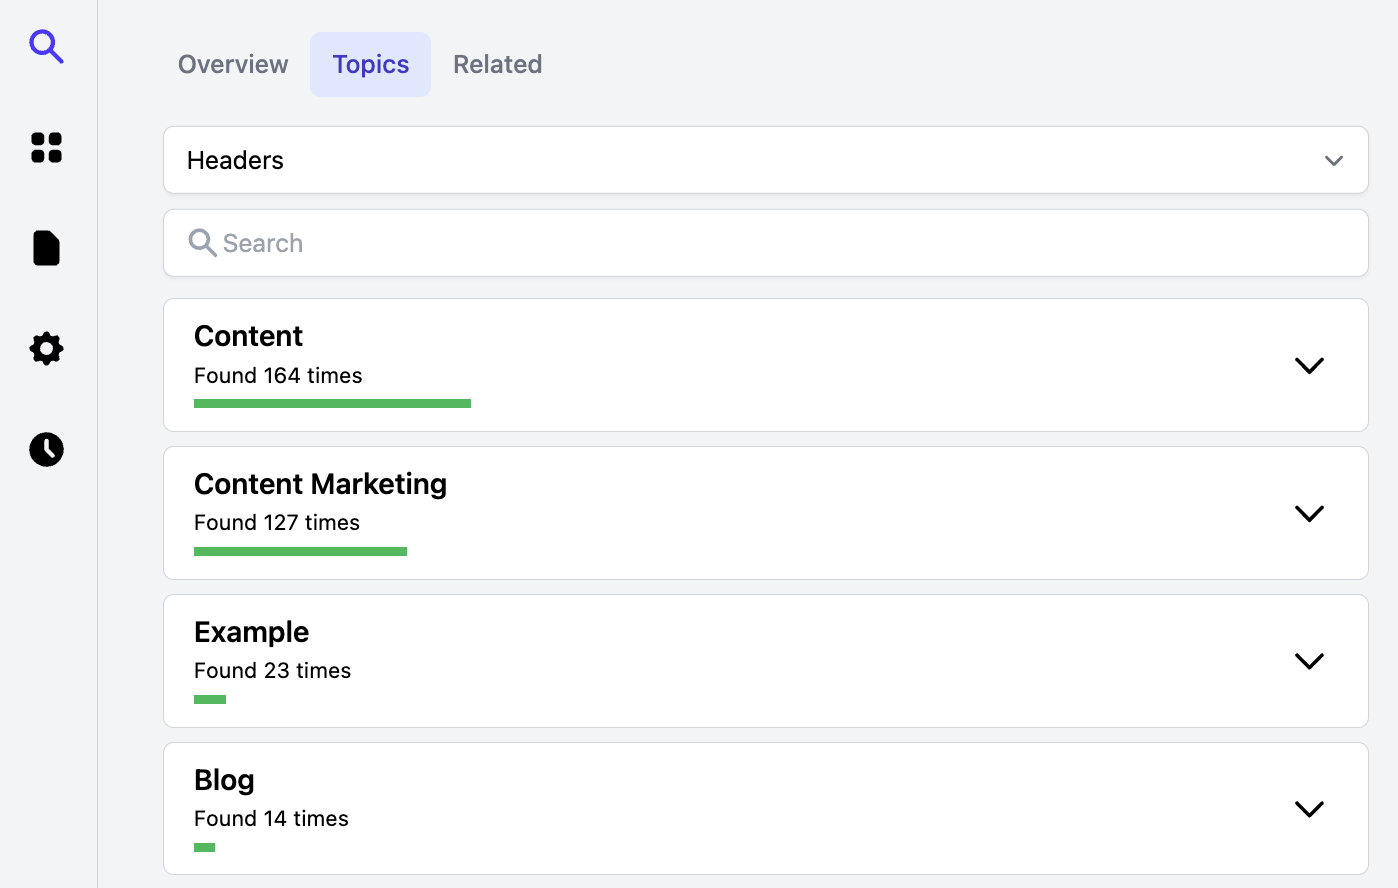 Overview Topics Related
Headers
Search
Content
Found 164 times
Content Marketing
Found 127 times
Example
Found 23 times
Blog
Found 14 times